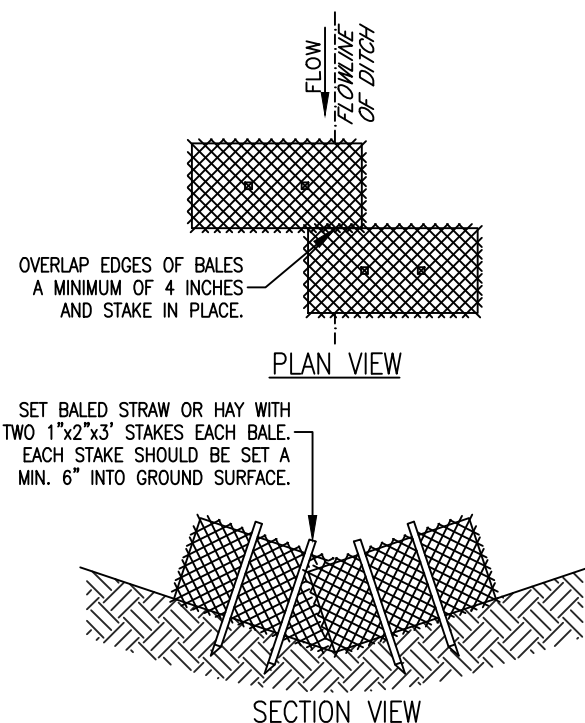 FLOW
FLOWLINE
OF DITCH
OVERLAP EDGES OF BALES
A MINIMUM OF 4 INCHES
AND STAKE IN PLACE.
PLAN VIEW
SET BALED STRAW OR HAY WITH
TWO 1"x2"x3' STAKES EACH BALE.
EACH STAKE SHOULD BE SET A
MIN. 6" INTO GROUND SURFACE.
SECTION VIEW